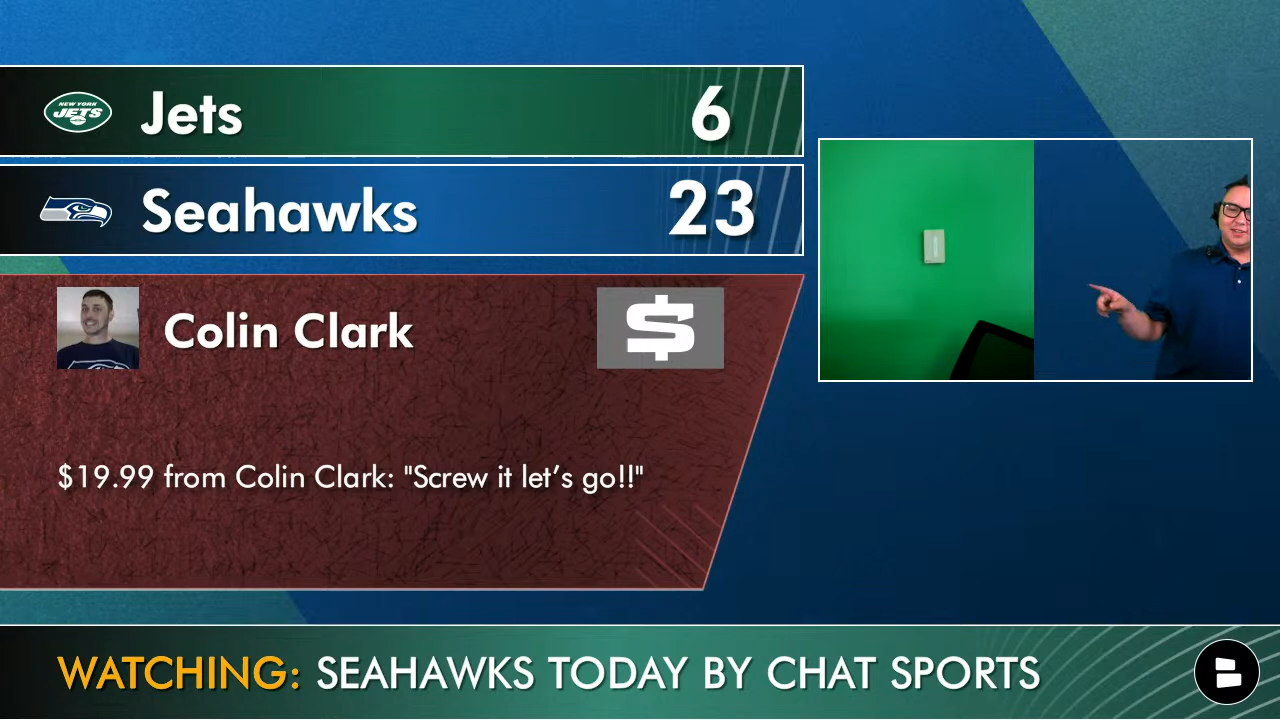 NEW YORK
JETS
Jets
6
Seahawks
23
Colin Clark
$
$19.99 from Colin Clark: "Screw it let’s go!!"
WATCHING: SEAHAWKS TODAY BY CHAT SPORTS